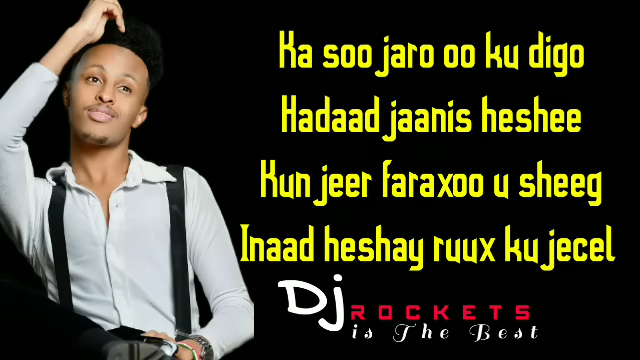 Ka soo jaro oo ku digo
Hadaad jaanis heshee
Kun jeer faraxoo u sheeg
Inaad heshay ruux ku jecel
Dj ROCKETS
is The Best